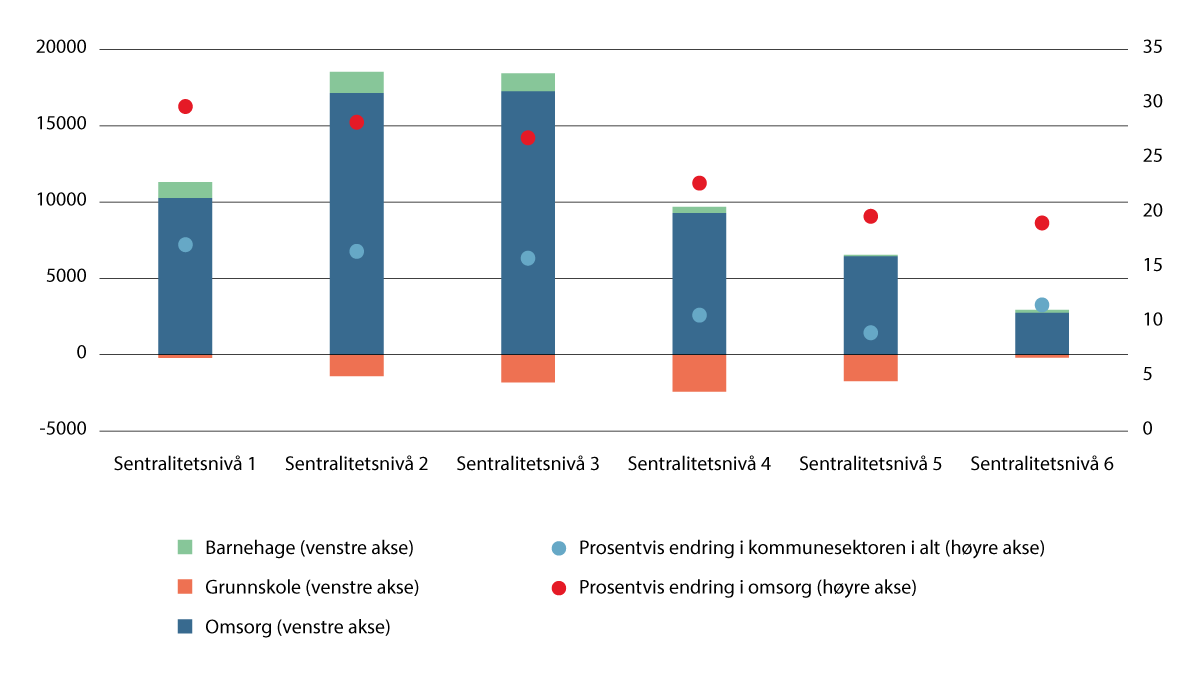 20000
15000
10000
5000
0
-5000
35
30
25
20
15
10
5
0
Sentralitetsnivå 1
Sentralitetsnivå 2
Sentralitetsnivå 3
Sentralitetsnivå 4
Sentralitetsnivå 5
Sentralitetsnivå 6
Barnehage (venstre akse)
Grunnskole (venstre akse)
Omsorg (venstre akse)
Prosentvis endring i kommunesektoren i alt (høyre akse)
Prosentvis endring i omsorg (høyre akse)